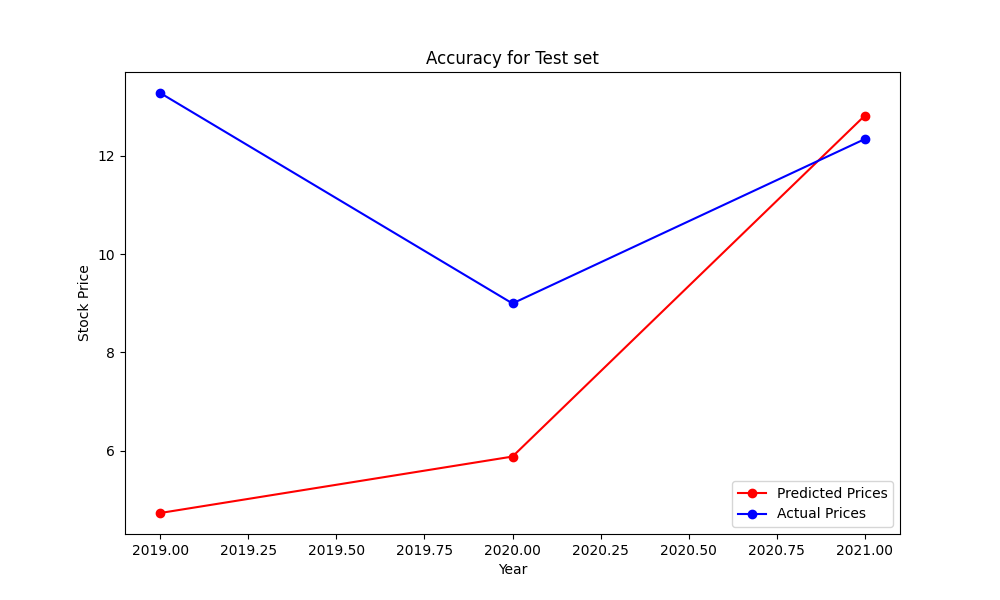 Accuracy for Test set
Stock Price
12
10
8
6
2019.00 2019.25 2019.50 2019.75 2020.00 2020.25 2020.50 2020.75 2021.00
Year
Predicted Prices
Actual Prices